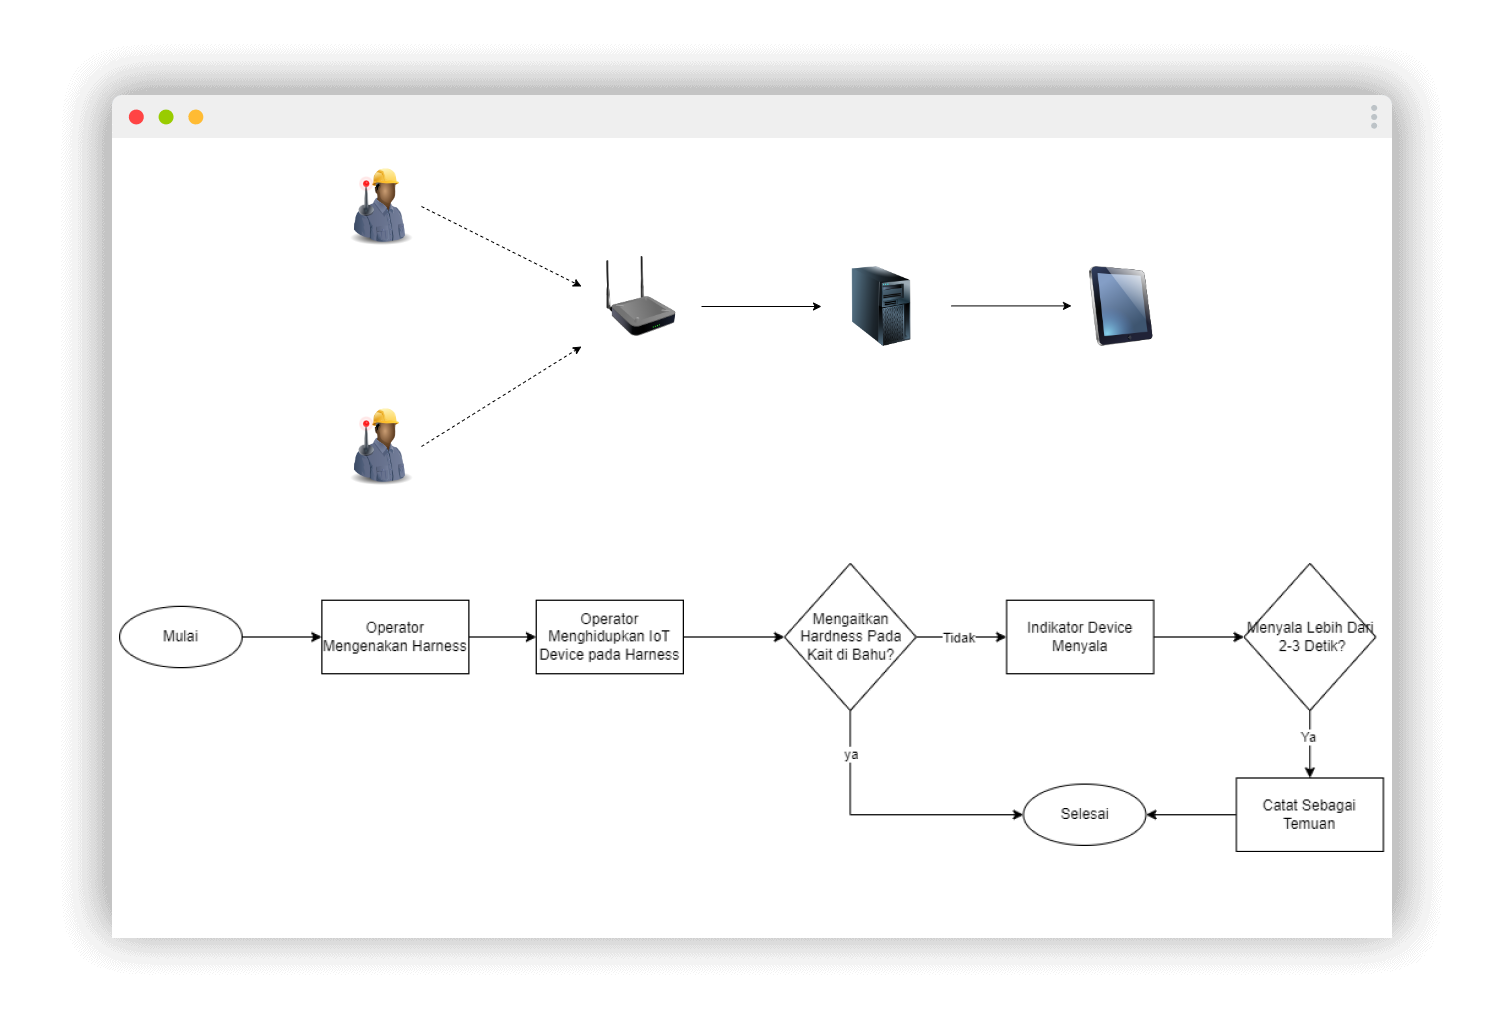 Mulai
Operator
Mengenakan Harness
Operator
Menghidupkan IoT
Device pada Harness
Mengaitkan
Hardness Pada
Kait di Bahu?
Tidak
Indikator Device
Menyala
Menyala Lebih Dari
2-3 Detik?
ya
Ya
Selesai
Catat Sebagai
Temuan